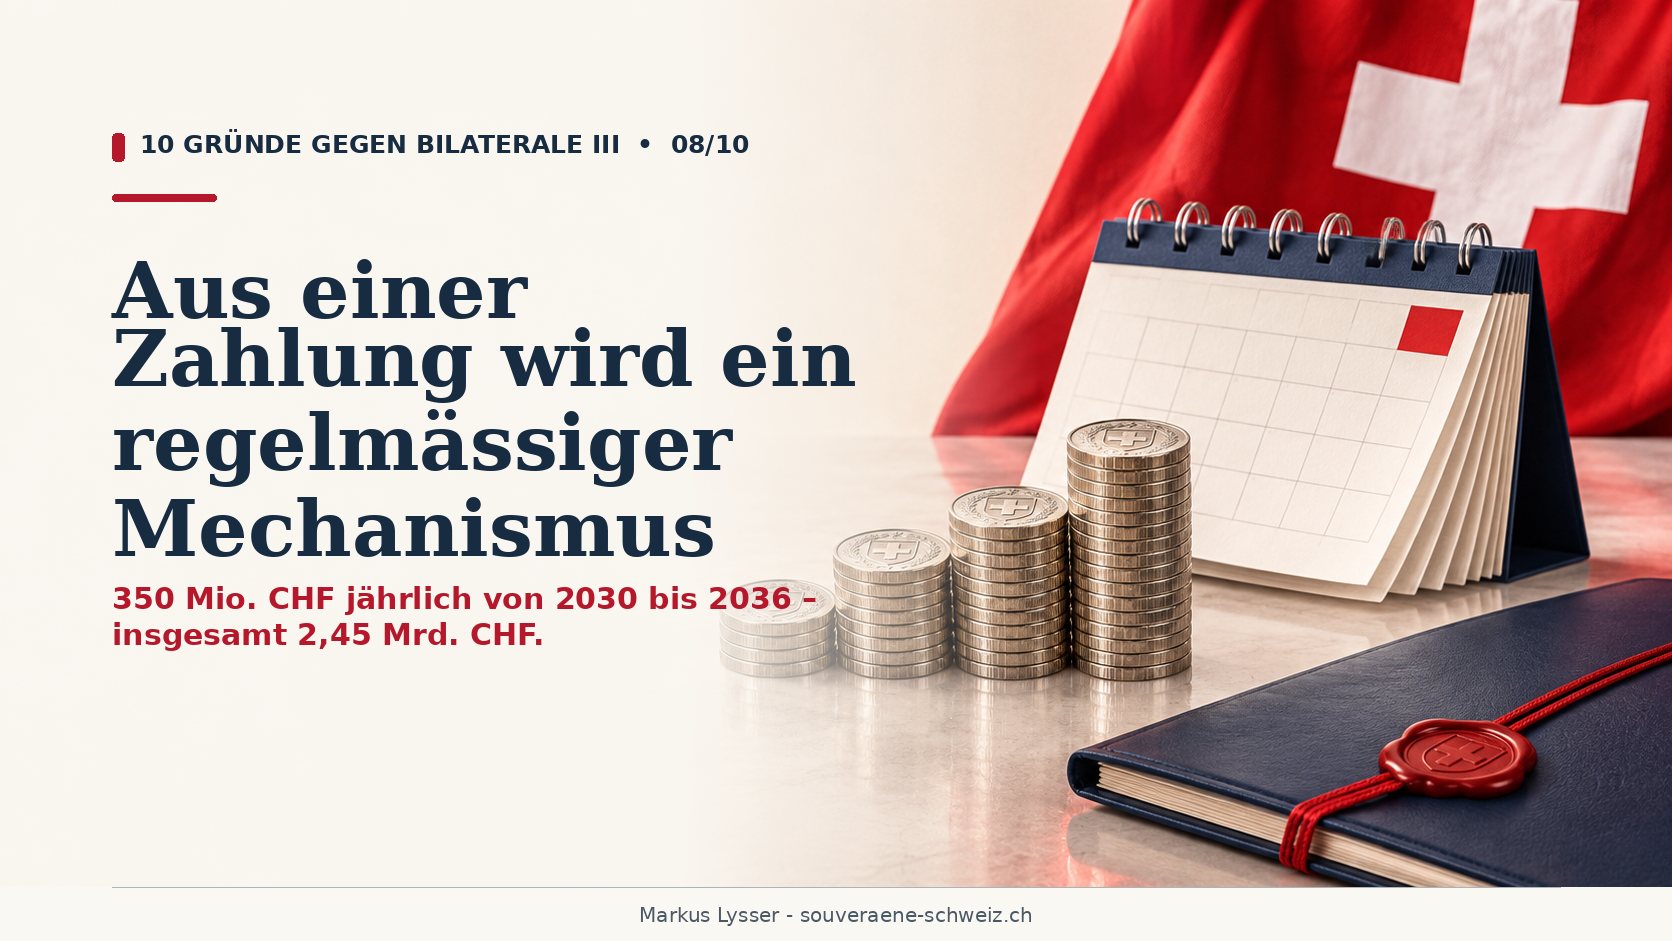 10 GRÜNDE GEGEN BILATERALE III • 08/10
Aus einer
Zahlung wird ein
regelmässiger
Mechanismus
350 Mio. CHF jährlich von 2030 bis 2036 –
insgesamt 2,45 Mrd. CHF.
Markus Lysser - souveraene-schweiz.ch